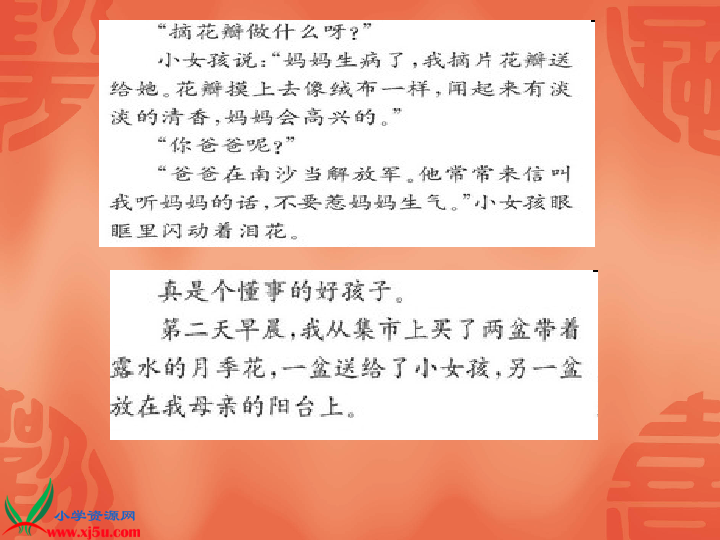 “摘花瓣做什么呀?”
小女孩说:“妈妈生病了,我摘片花瓣送
给她。花瓣摸上去像绒布一样,闻起来有淡
淡的清香,妈妈会高兴的。”
“你爸爸呢?”
“爸爸在南沙当解放军。他常常来信叫
我听妈妈的话,不要惹妈妈生气。”小女孩眼
眶里闪动着泪花。
真是个懂事的好孩子。
第二天早晨,我从集市上买了两盆带着
露水的月季花,一盆送给了小女孩,另一盆
放在我母亲的阳台上。
小学资源网
www.xj5u.com